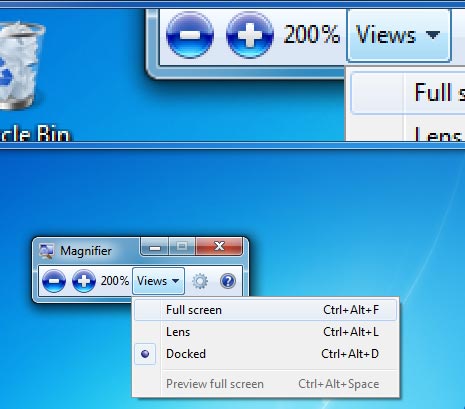 200% Views
Full s
cle Bin
Lens
Magnifier
200% Views
Full screen Ctrl+Alt+F
Lens Ctrl+Alt+L
Docked Ctrl+Alt+D
Preview full screen Ctrl+Alt+Space